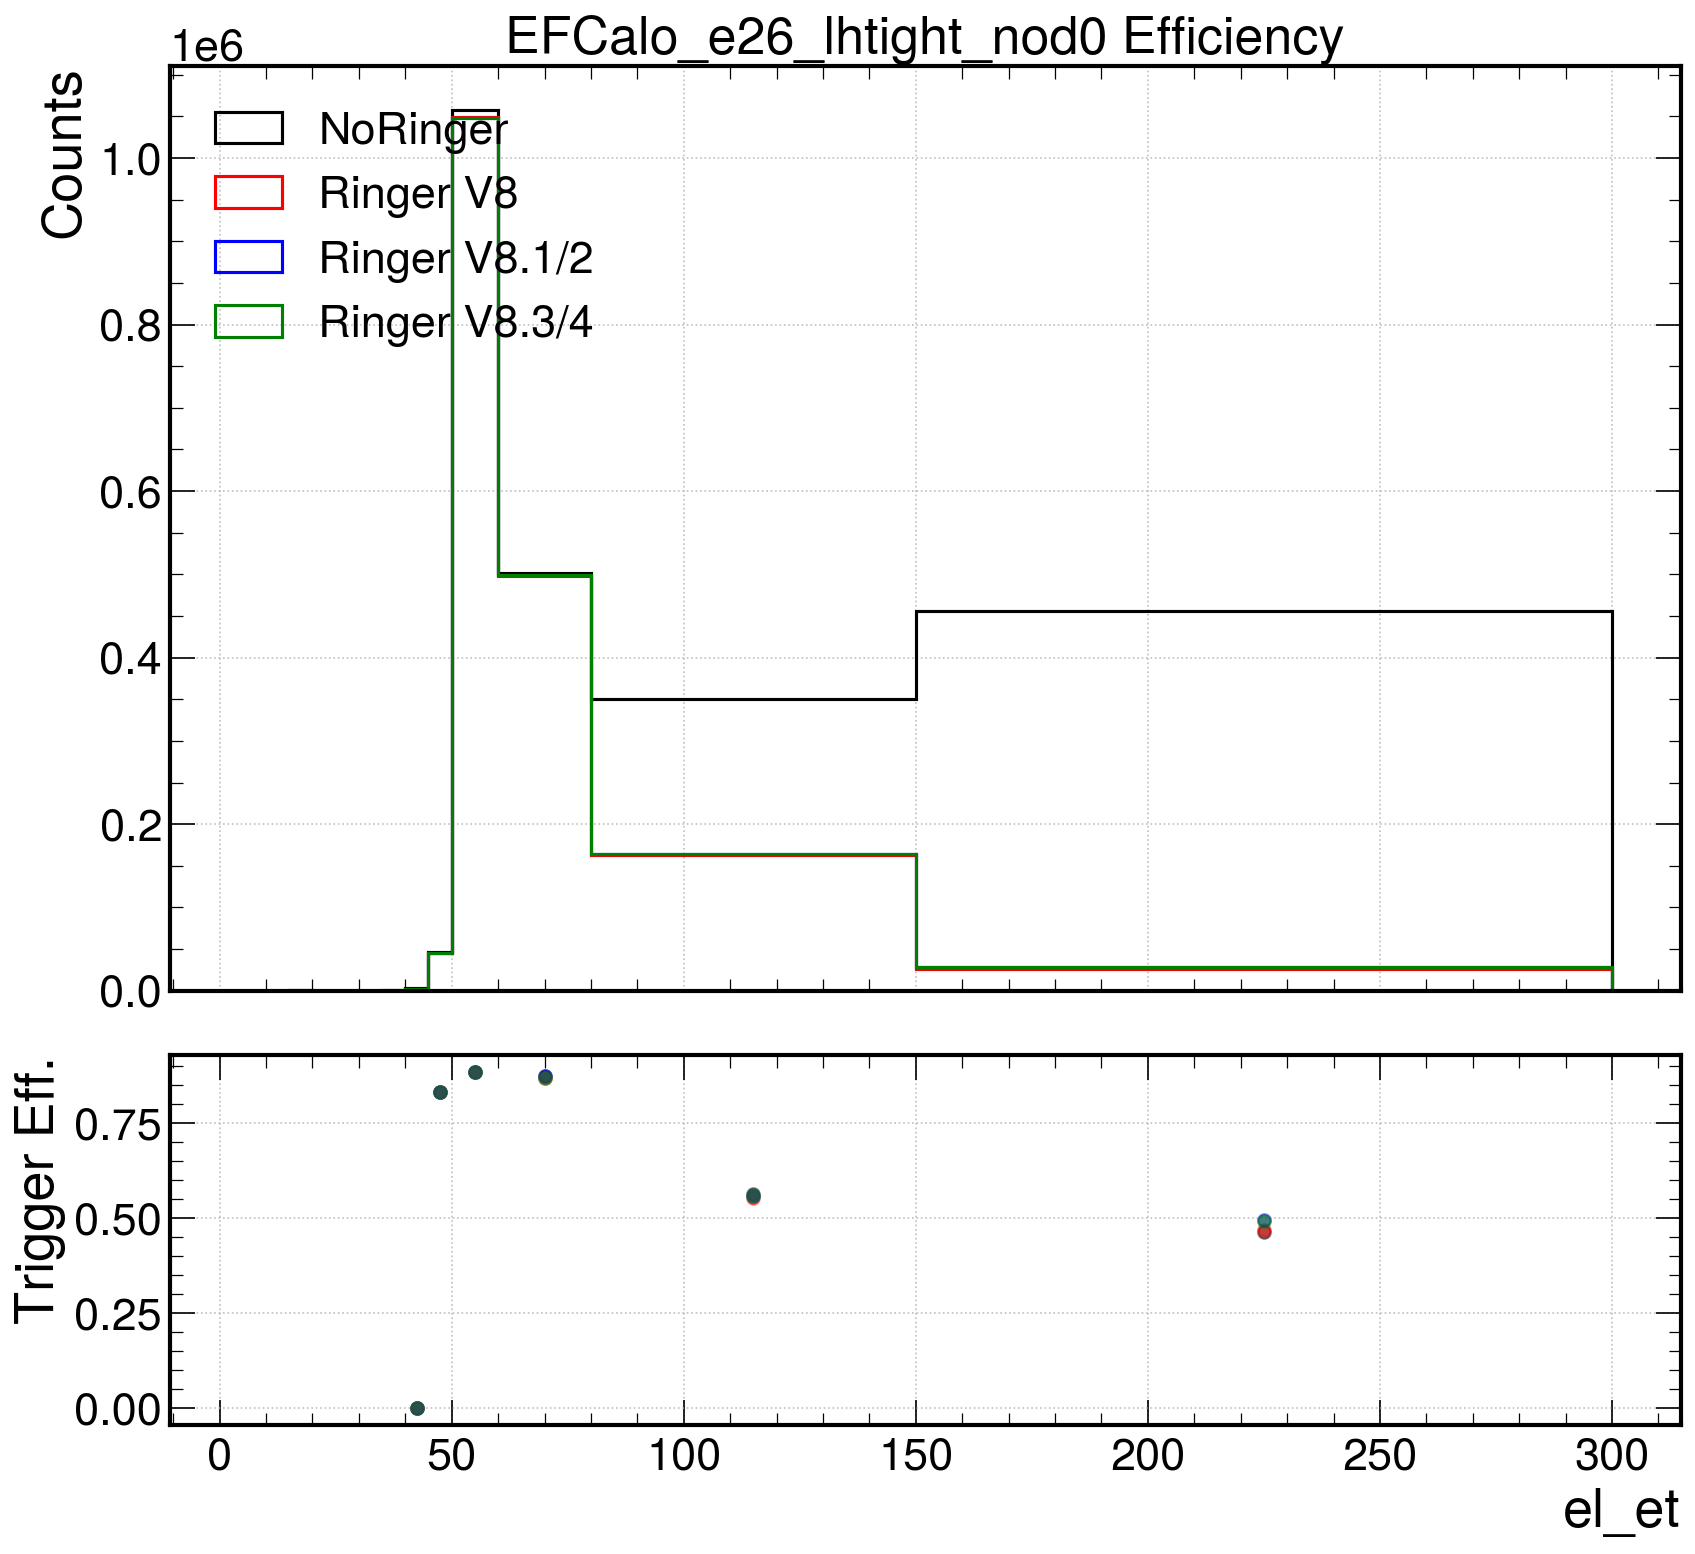 EFCalo_e26_lhtight_nod0 Efficiency
1e6
Counts
1.0
0.8
0.6
0.4
0.2
0.0
NoRinger
Ringer V8
Ringer V8.1/2
Ringer V8.3/4
Trigger Eff.
0.75
0.50
0.25
0.00
0 50 100 150 200 250 300
el_et